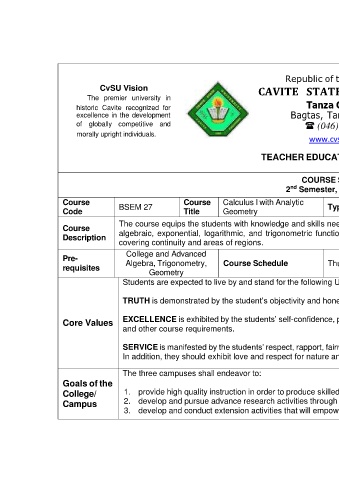 CvSU Vision
The premier university in
historic Cavite recognized for
excellence in the development
of globally competitive and
morally upright individuals.
Republic of t
CAVITE STATE
Tanza C
Bagtas, Tan
☎ (046)
www.cvs
TEACHER EDUCAT
COURSE S
2nd Semester,
Course Code
BSEM 27
Course Title
Calculus I with Analytic
Geometry
Typ
Course Description
The course equips the students with knowledge and skills nee
algebraic, exponential, logarithmic, and trigonometric functio
covering continuity and areas of regions.
Pre-
requisites
College and Advanced
Algebra, Trigonometry,
Geometry
Course Schedule
Thu
Core Values
Students are expected to live by and stand for the following U
TRUTH is demonstrated by the student's objectivity and hone
EXCELLENCE is exhibited by the students' self-confidence, p
and other course requirements.
SERVICE is manifested by the students' respect, rapport, fairn
In addition, they should exhibit love and respect for nature an
Goals of the
College/
Campus
The three campuses shall endeavor to:
1. provide high quality instruction in order to produce skilled
2. develop and pursue advance research activities through
3. develop and conduct extension activities that will empow